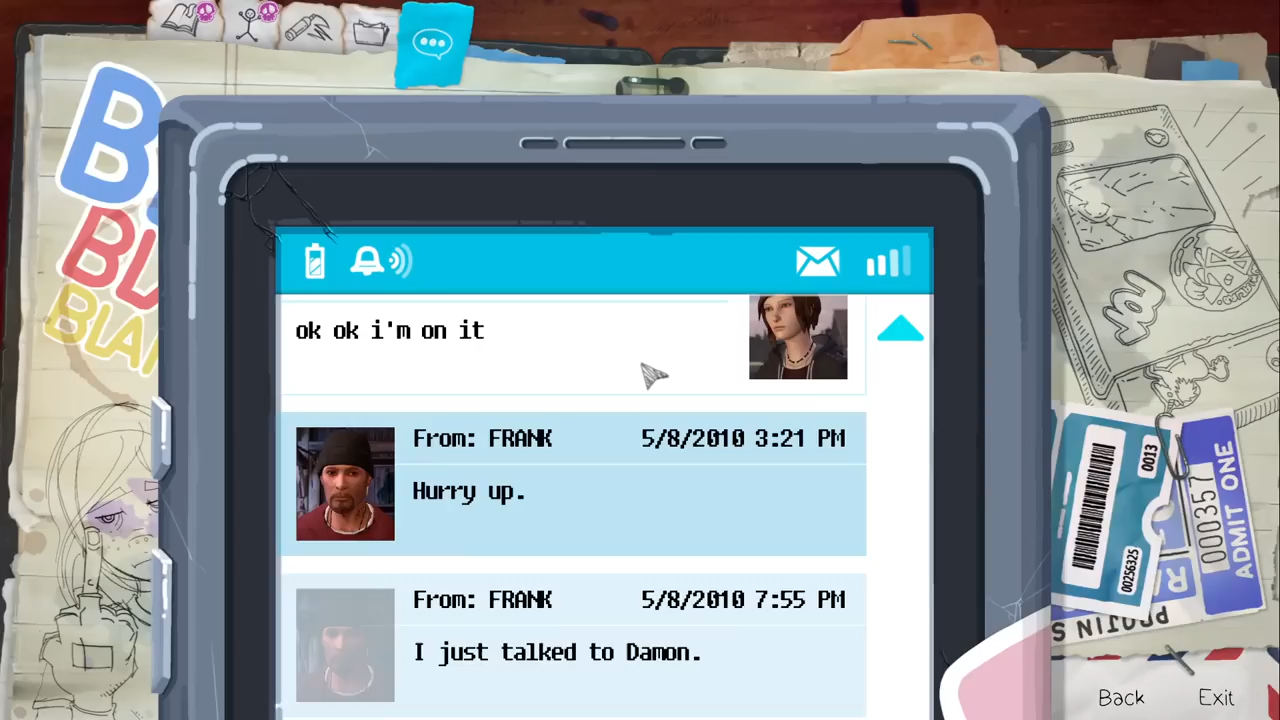 ok ok i'm on it
From: FRANK 5/8/2010 3:21 PM
Hurry up.
From: FRANK 5/8/2010 7:55 PM
I just talked to Damon.
0013
00256325
000357
ADMIT ONE
Back Exit